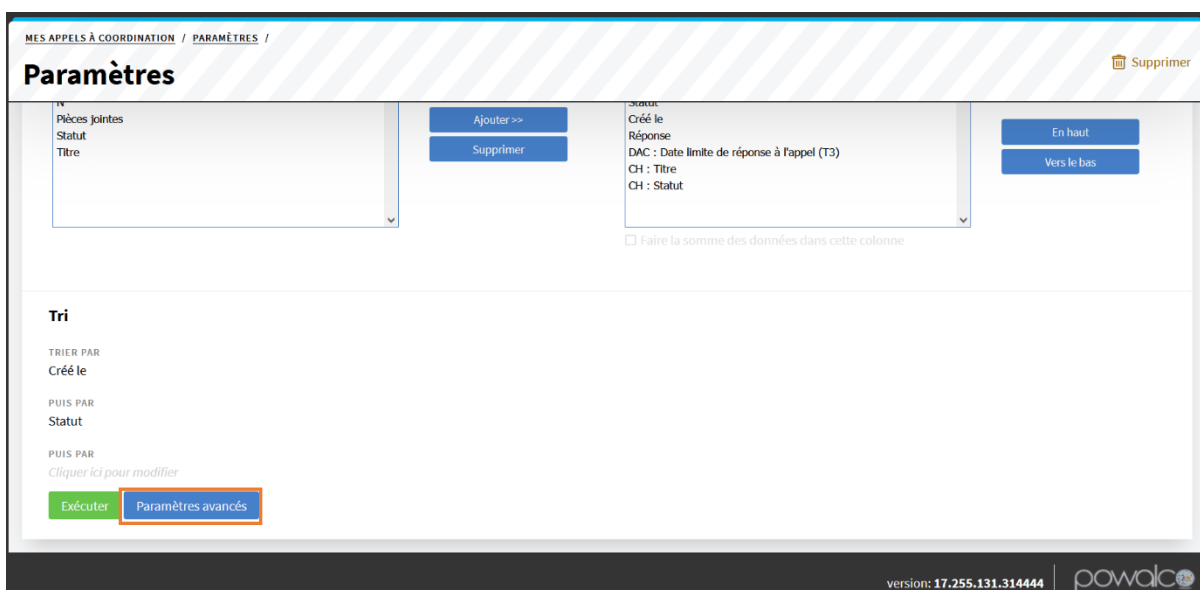 MES APPELS À COORDINATION / PARAMÈTRES /
Paramètres
Supprimer
Pièces jointes
Statut
Titre
Ajouter >>
Supprimer
Statut
Créé le
Réponse
DAC : Date limite de réponse à l'appel (T3)
CH : Titre
CH : Statut
En haut
Vers le bas
Faire la somme des données dans cette colonne
Tri
TRIER PAR
Créé le
PUIS PAR
Statut
PUIS PAR
Cliquer ici pour modifier
Exécuter
Paramètres avancés
version: 17.255.131.314444
powalco